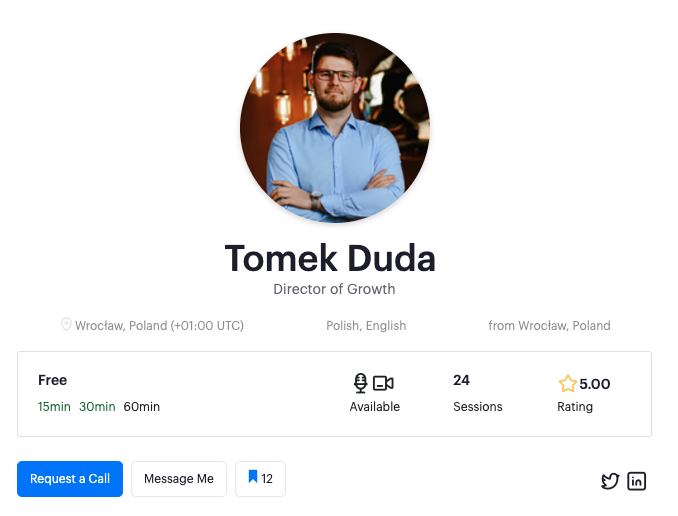 Tomek Duda
Director of Growth
Wrocław, Poland (+01:00 UTC) Polish, English from Wrocław, Poland
Free 24 5.00
15min 30min 60min Available Sessions Rating
Request a Call Message Me 12